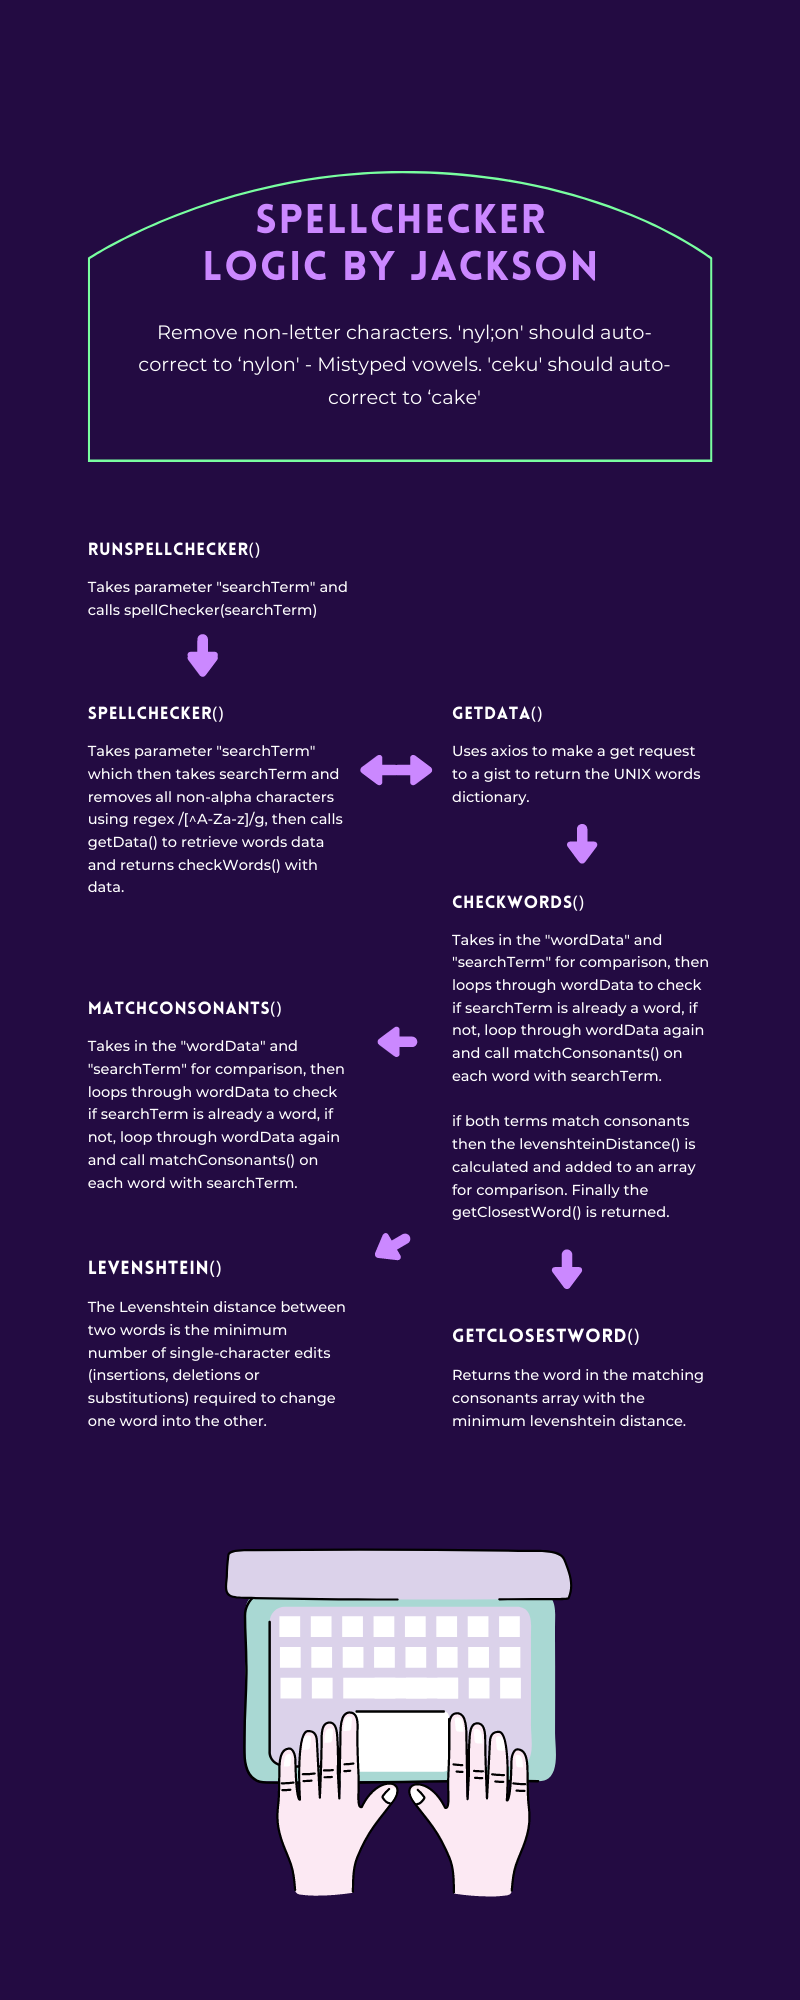 SPELLCHECKER
LOGIC BY JACKSON
Remove non-letter characters. 'nyl;on' should auto-
correct to ‘nylon' - Mistyped vowels. 'ceku' should auto-
correct to ‘cake'
RUNSPELLCHECKER()
Takes parameter "searchTerm" and
calls spellChecker(searchTerm)
SPELLCHECKER()
Takes parameter "searchTerm"
which then takes searchTerm and
removes all non-alpha characters
using regex /[^A-Za-z]/g, then calls
getData() to retrieve words data
and returns checkWords() with
data.
GETDATA()
Uses axios to make a get request
to a gist to return the UNIX words
dictionary.
CHECKWORDS()
Takes in the "wordData" and
"searchTerm" for comparison, then
loops through wordData to check
if searchTerm is already a word, if
not, loop through wordData again
and call matchConsonants() on
each word with searchTerm.
if both terms match consonants
then the levenshteinDistance() is
calculated and added to an array
for comparison. Finally the
getClosestWord() is returned.
MATCHCONSONANTS()
Takes in the "wordData" and
"searchTerm" for comparison, then
loops through wordData to check
if searchTerm is already a word, if
not, loop through wordData again
and call matchConsonants() on
each word with searchTerm.
LEVENSHTEIN()
The Levenshtein distance between
two words is the minimum
number of single-character edits
(insertions, deletions or
substitutions) required to change
one word into the other.
GETCLOSESTWORD()
Returns the word in the matching
consonants array with the
minimum levenshtein distance.